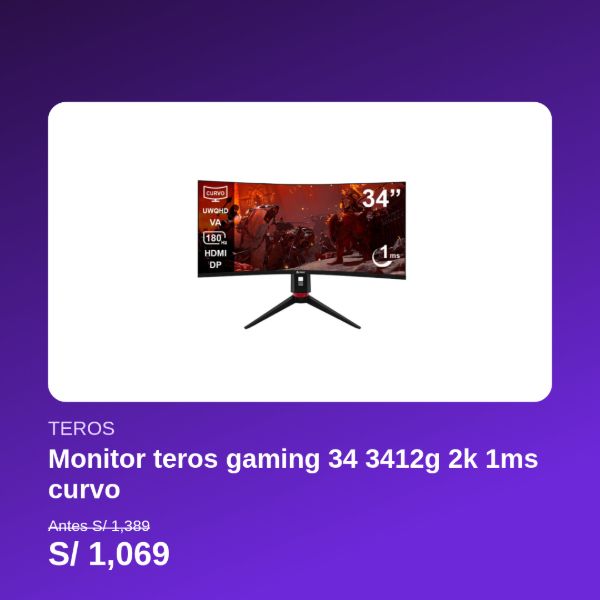 CURVO
34”
UWQHD
VA
180Hz
HDMI
1ms
DP
TEROS
Monitor teros gaming 34 3412g 2k 1ms
curvo
Antes S/ 1,389
S/ 1,069